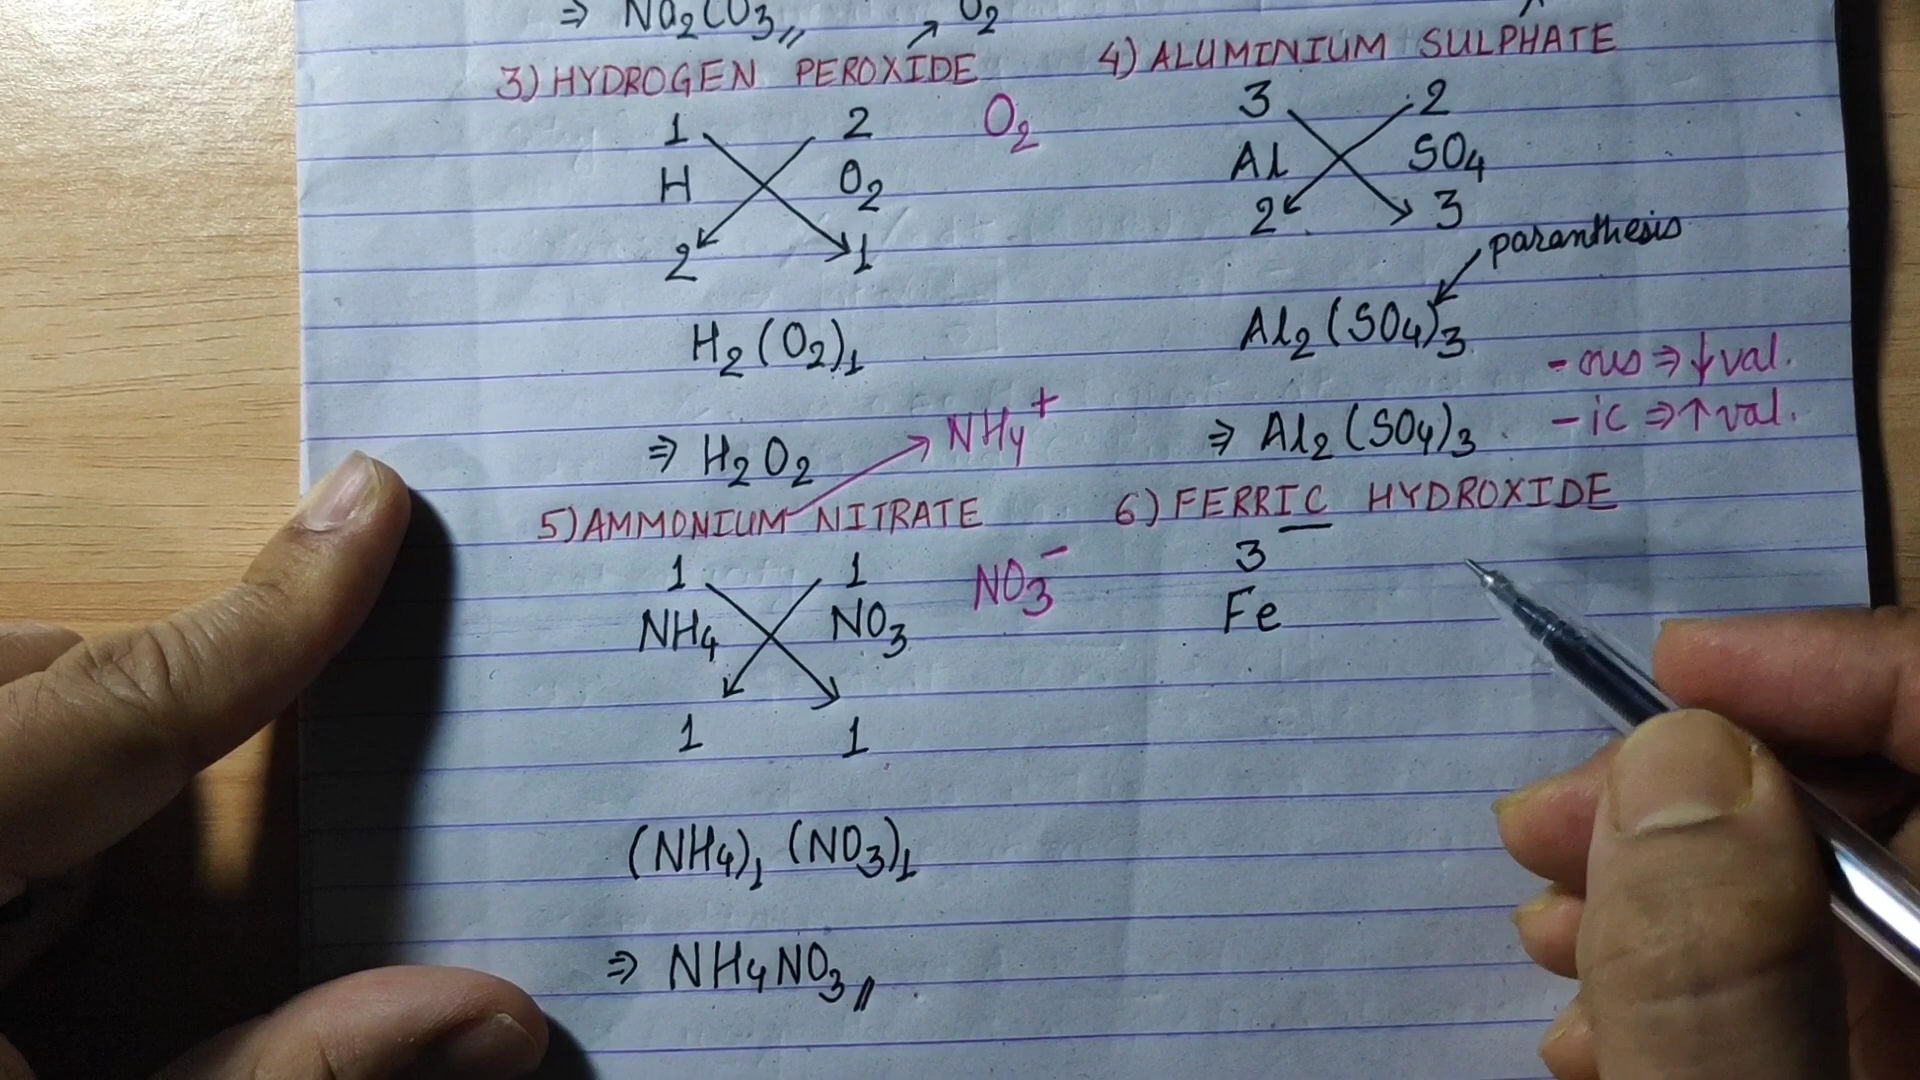 ⇒ Na2CO3,,
↗ O2
3) HYDROGEN PEROXIDE
1 2
H O2
2 1
O2
H2(O2)1
⇒ H2O2
4) ALUMINIUM SULPHATE
3 2
Al SO4
2 3
paranthesis
Al2(SO4)3
⇒ Al2(SO4)3.
-ous ⇒ ↓ val.
-ic ⇒ ↑ val.
5) AMMONIUM NITRATE
NH4+
1 1
NH4 NO3
1 1
NO3-
(NH4)1 (NO3)1
⇒ NH4NO3,,
6) FERRIC HYDROXIDE
3
Fe